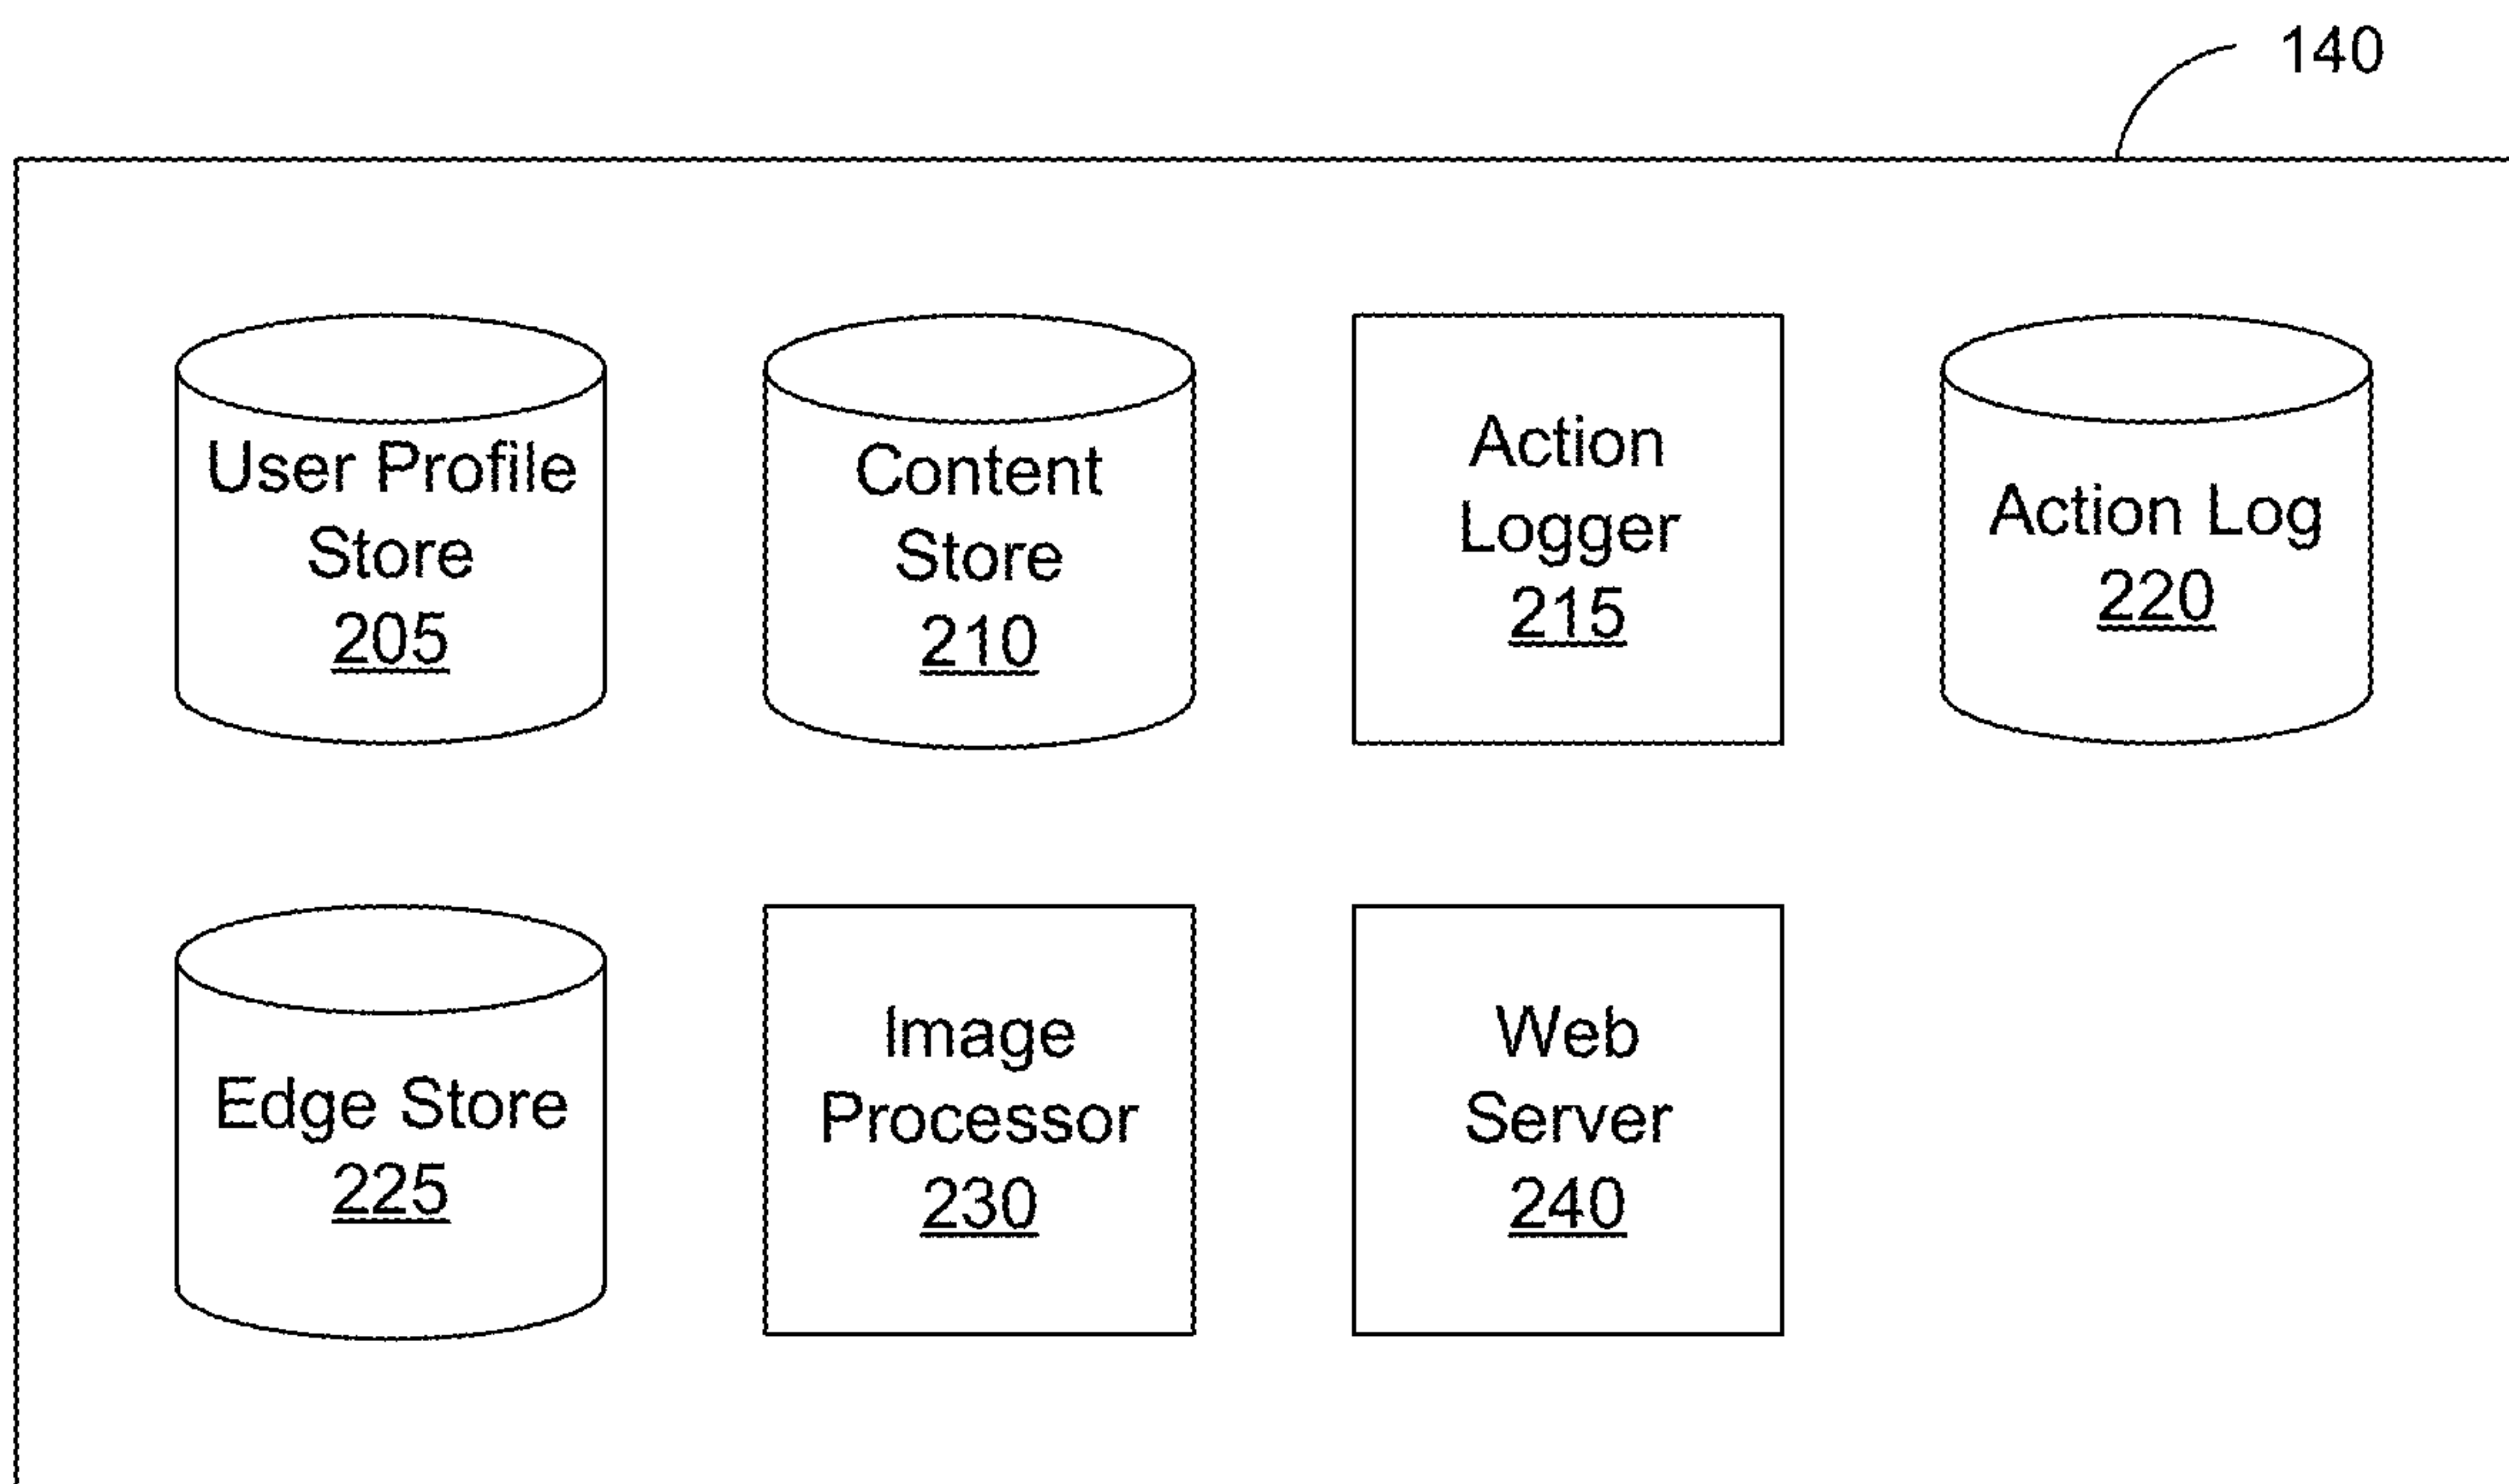 140
User Profile
Store
205
Content
Store
210
Action
Logger
215
Action Log
220
Edge Store
225
Image
Processor
230
Web
Server
240